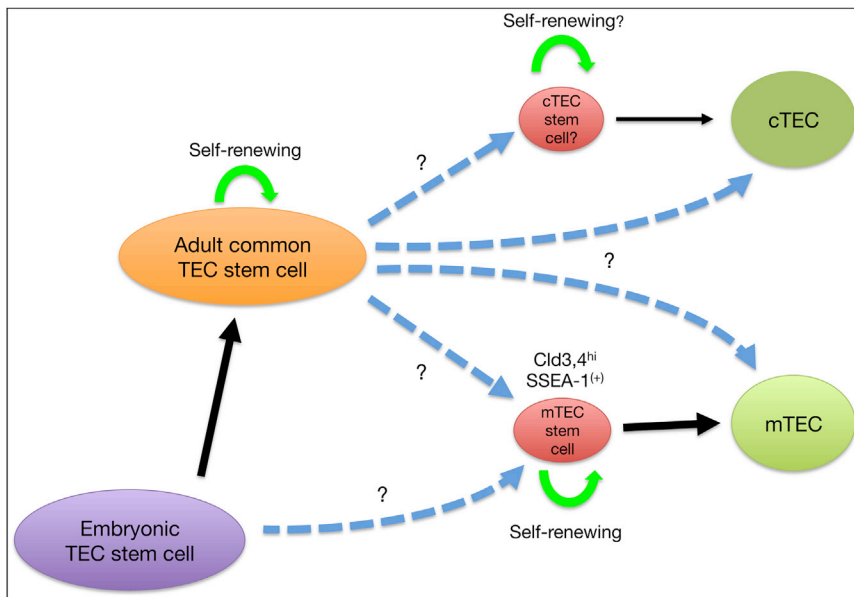 Self-renewing?
cTEC
stem
cell?
cTEC
Self-renewing
?
Adult common
TEC stem cell
?
?
Cld3,4hi
SSEA-1(+)
mTEC
stem
cell
mTEC
?
Self-renewing
Embryonic
TEC stem cell